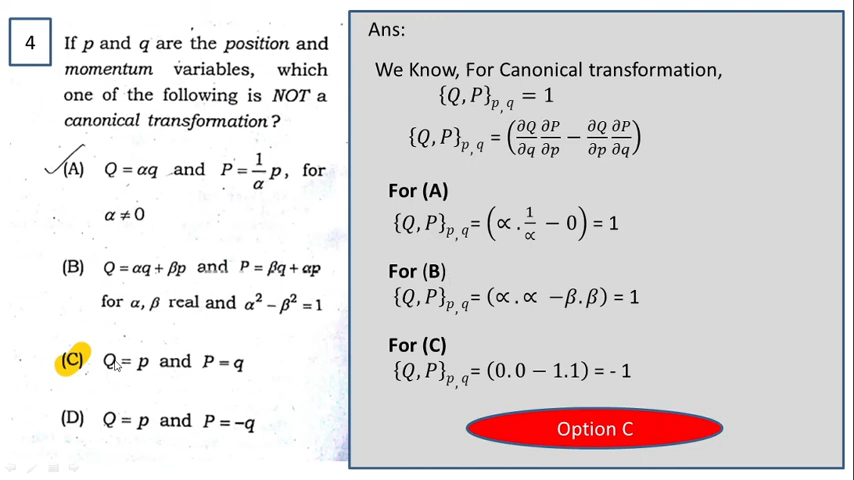 4
If p and q are the position and
momentum variables, which
one of the following is NOT a
canonical transformation ?
(A) Q = αq and P = 1/α p, for
α ≠ 0
(B) Q = αq + βp and P = βq + αp
for α, β real and α² − β² = 1
(C) Q = p and P = q
(D) Q = p and P = −q
Ans:
We Know, For Canonical transformation,
{Q, P}p,q = 1
{Q, P}p,q = (∂Q/∂q ∂P/∂p − ∂Q/∂p ∂P/∂q)
For (A)
{Q, P}p,q = (∝ . 1/∝ − 0) = 1
For (B)
{Q, P}p,q = (∝ . ∝ −β. β) = 1
For (C)
{Q, P}p,q = (0. 0 − 1.1) = - 1
Option C